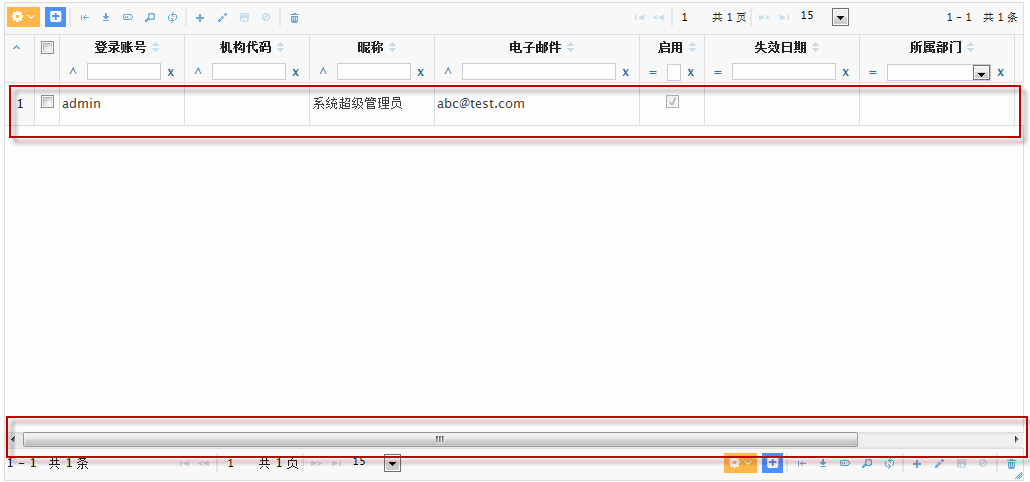 1 共 1 页 15 1 - 1 共 1 条
登录账号 机构代码 昵称 电子邮件 启用 失效日期 所属部门
^ x ^ x ^ x ^ x = x = x = x
1 admin 系统超级管理员 abc@test.com
1 - 1 共 1 条 1 共 1 页 15